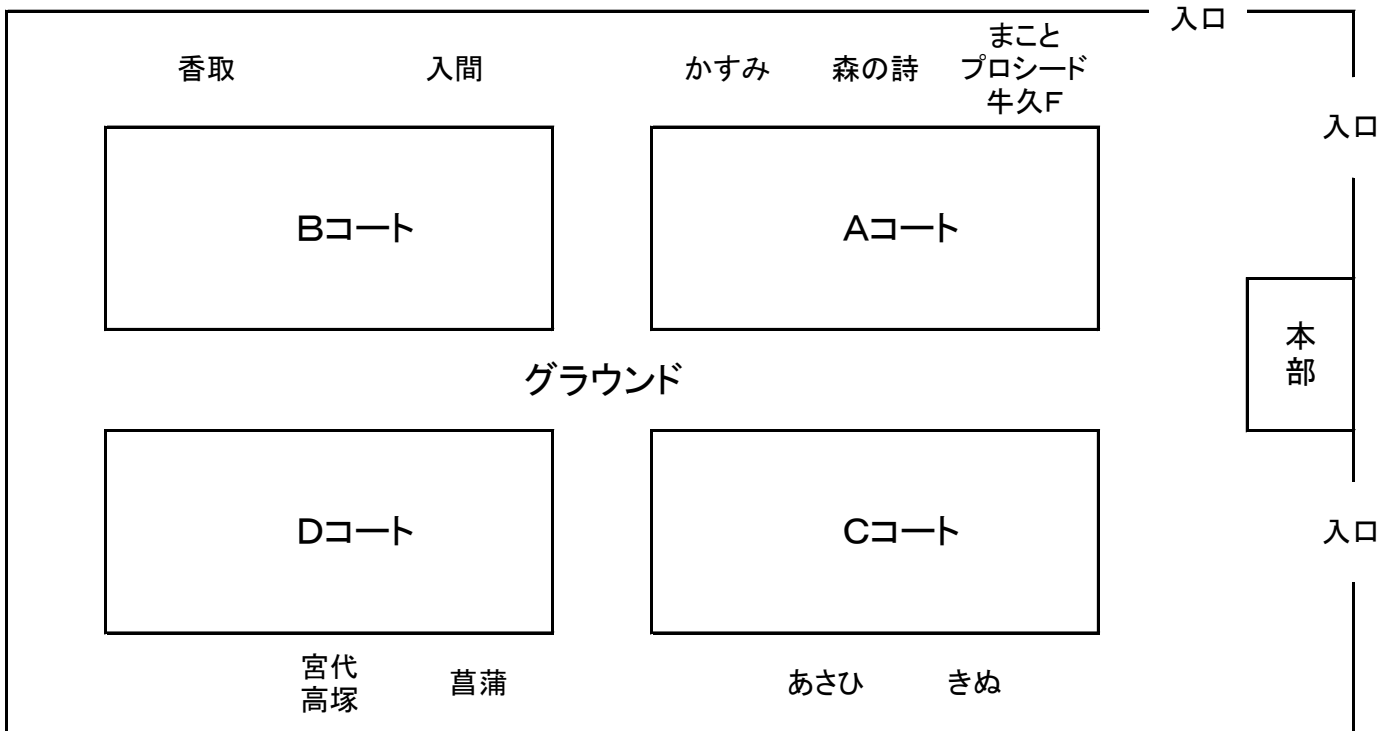 入口
香取
入間
かすみ
森の詩
まこと
プロシード
牛久F
入口
Bコート
Aコート
本
部
グラウンド
Dコート
Cコート
入口
宮代
高塚
菖蒲
あさひ
きぬ